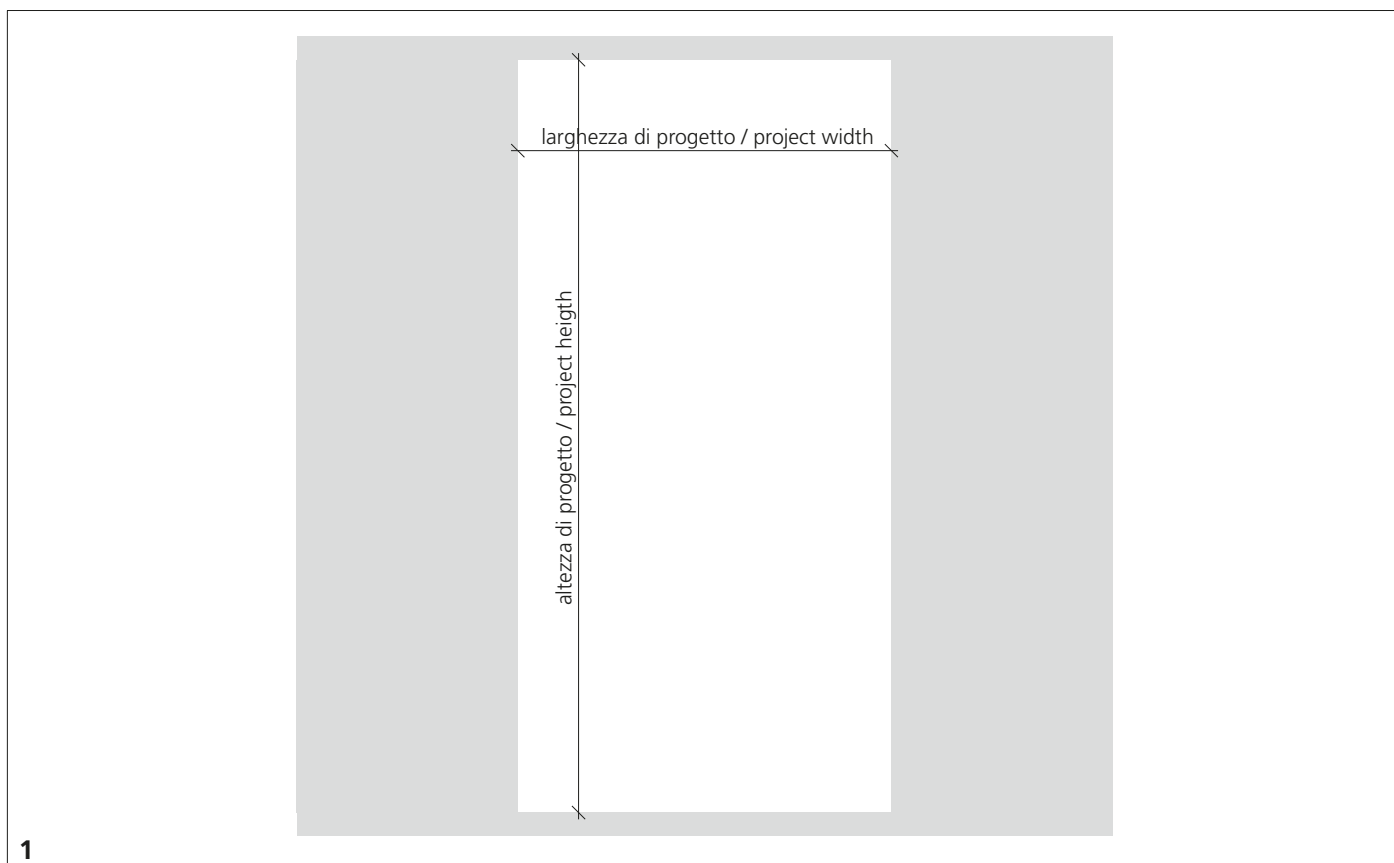 larghezza di progetto / project width
altezza di progetto / project heigth
1